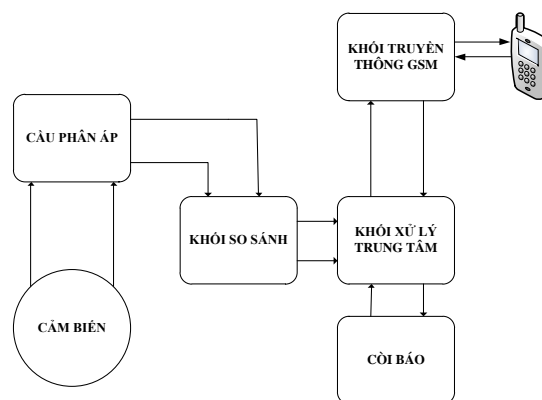 KHỐI TRUYỀN
THÔNG GSM
CẦU PHÂN ÁP
KHỐI SO SÁNH
KHỐI XỬ LÝ
TRUNG TÂM
CẢM BIẾN
CÒI BÁO